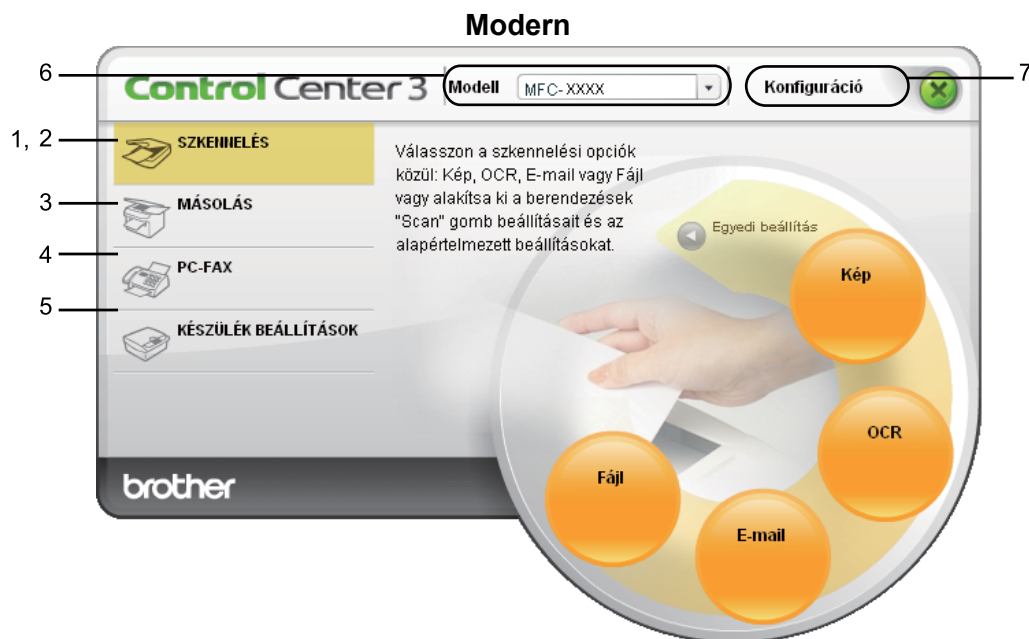 Modern
6
Control Center 3
Modell
MFC-XXXX
Konfiguráció
7
1, 2
SZKENNELÉS
3
MÁSOLÁS
4
PC-FAX
5
KÉSZÜLÉK BEÁLLÍTÁSOK
Válasszon a szkennelési opciók
közül: Kép, OCR, E-mail vagy Fájl
vagy alakítsa ki a berendezések
"Scan" gomb beállításait és az
alapértelmezett beállításokat.
Egyedi beállítás
Kép
OCR
E-mail
Fájl
brother